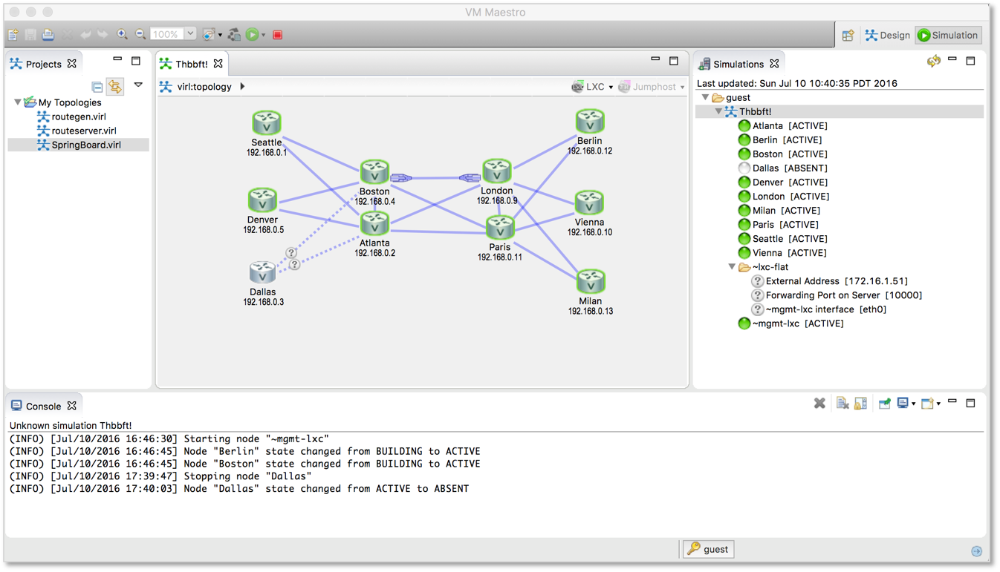 VM Maestro
100%
Design
Simulation
Projects
My Topologies
routegen.virl
routeserver.virl
SpringBoard.virl
Thbbft!
virl:topology
LXC
Jumphost
Seattle
192.168.0.1
Berlin
192.168.0.12
Boston
192.168.0.4
London
192.168.0.9
Denver
192.168.0.5
Vienna
192.168.0.10
Atlanta
192.168.0.2
Paris
192.168.0.11
Dallas
192.168.0.3
Milan
192.168.0.13
V
V
V
V
V
V
V
V
V
V
?
?
Simulations
Last updated: Sun Jul 10 10:40:35 PDT 2016
guest
Thbbft!
Atlanta [ACTIVE]
Berlin [ACTIVE]
Boston [ACTIVE]
Dallas [ABSENT]
Denver [ACTIVE]
London [ACTIVE]
Milan [ACTIVE]
Paris [ACTIVE]
Seattle [ACTIVE]
Vienna [ACTIVE]
~lxc-flat
? External Address [172.16.1.51]
? Forwarding Port on Server [10000]
? ~mgmt-lxc interface [eth0]
~mgmt-lxc [ACTIVE]
Console
Unknown simulation Thbbft!
(INFO) [Jul/10/2016 16:46:30] Starting node "~mgmt-lxc"
(INFO) [Jul/10/2016 16:46:45] Node "Berlin" state changed from BUILDING to ACTIVE
(INFO) [Jul/10/2016 16:46:45] Node "Boston" state changed from BUILDING to ACTIVE
(INFO) [Jul/10/2016 17:39:47] Stopping node "Dallas"
(INFO) [Jul/10/2016 17:40:03] Node "Dallas" state changed from ACTIVE to ABSENT
guest